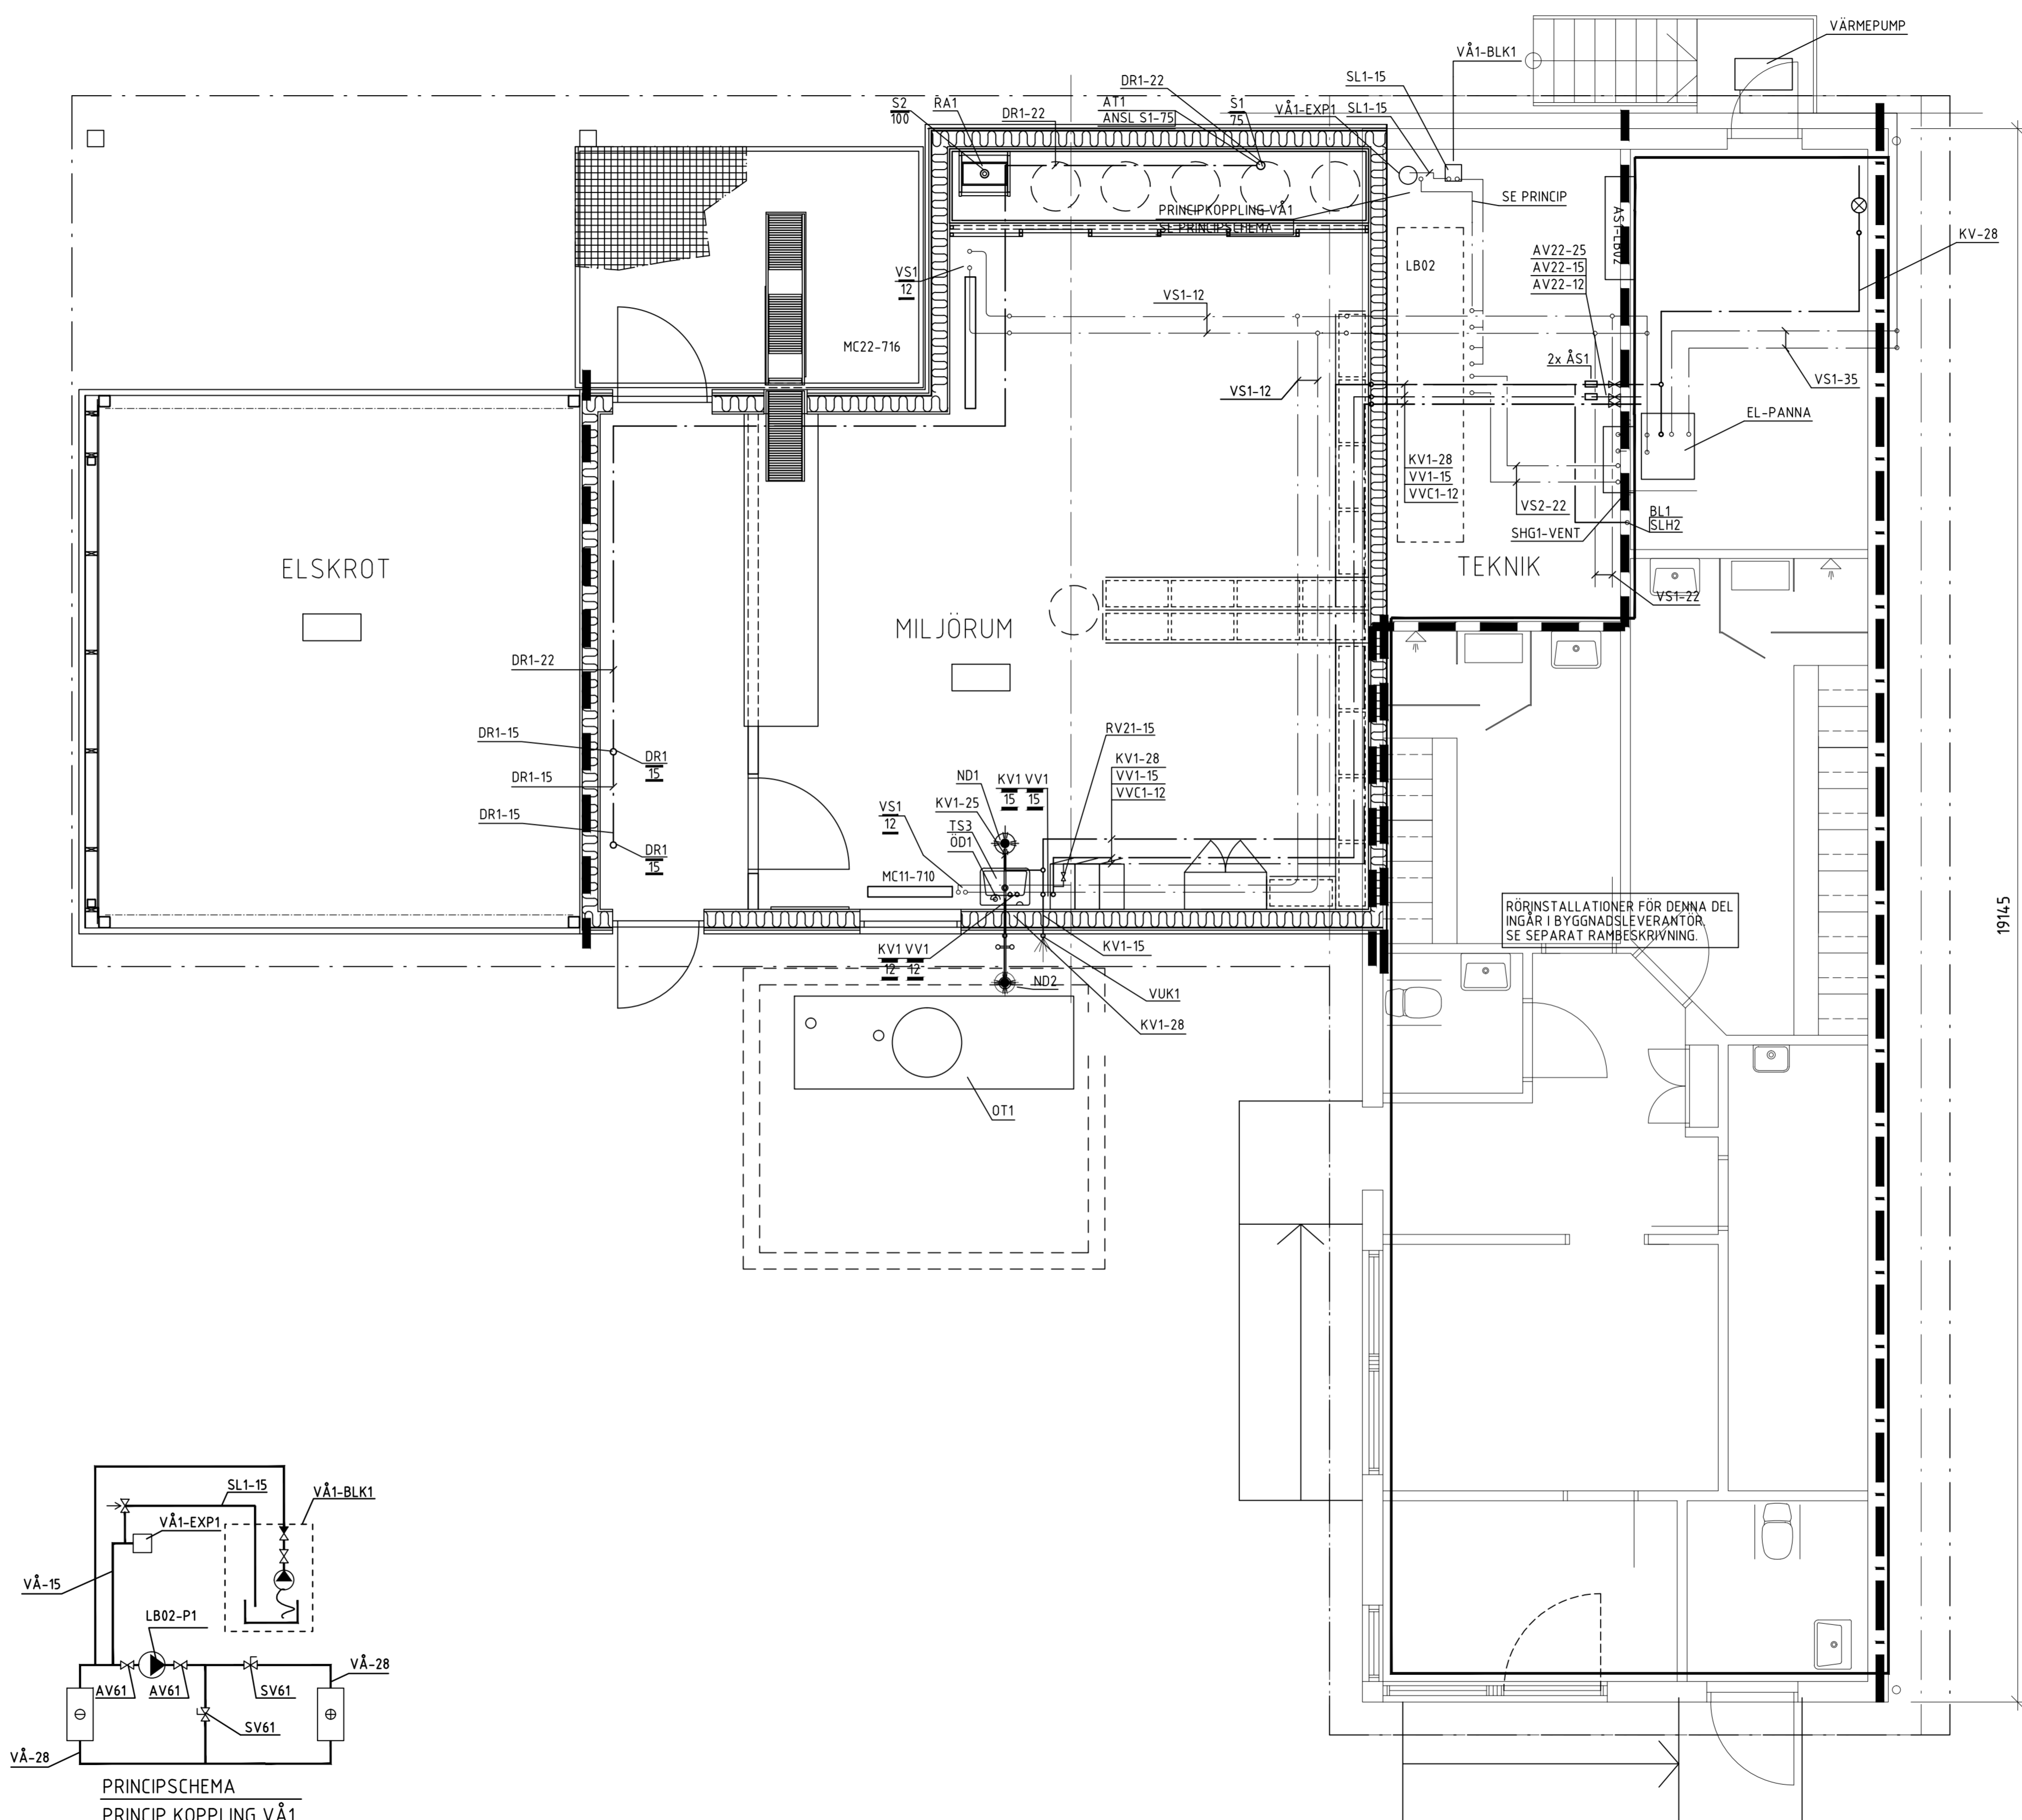 VÄRMEPUMP
VÅ1-BLK1
SL1-15
DR1-22
S2
100
RA1
DR1-22
AT1
ANSL S1-75
S1
75
VÅ1-EXP1
SL1-15
SE PRINCIP
PRINCIPKOPPLING VÅ1
SE PRINCIPSCHEMA
AS1-LB02
KV-28
LB02
AV22-25
AV22-15
AV22-12
VS1
12
VS1-12
MC22-716
2x ÅS1
VS1-35
VS1-12
EL-PANNA
KV1-28
VV1-15
VVC1-12
VS2-22
BL1
SLH2
SHG1-VENT
ELSKROT
TEKNIK
VS1-22
MILJÖRUM
DR1-22
DR1-15
DR1
15
DR1-15
DR1-15
DR1
15
RV21-15
KV1-28
VV1-15
VVC1-12
ND1
KV1 VV1
15 15
KV1-25
VS1
12
TS3
ÖD1
MC11-710
RÖRINSTALLATIONER FÖR DENNA DEL
INGÅR I BYGGNADSLEVERANTÖR.
SE SEPARAT RAMBESKRIVNING.
19145
KV1 VV1
12 12
KV1-15
ND2
VUK1
KV1-28
OT1
SL1-15
VÅ1-BLK1
VÅ1-EXP1
VÅ-15
LB02-P1
VÅ-28
AV61
AV61
SV61
SV61
VÅ-28
PRINCIPSCHEMA
PRINCIP KOPPLING VÅ1